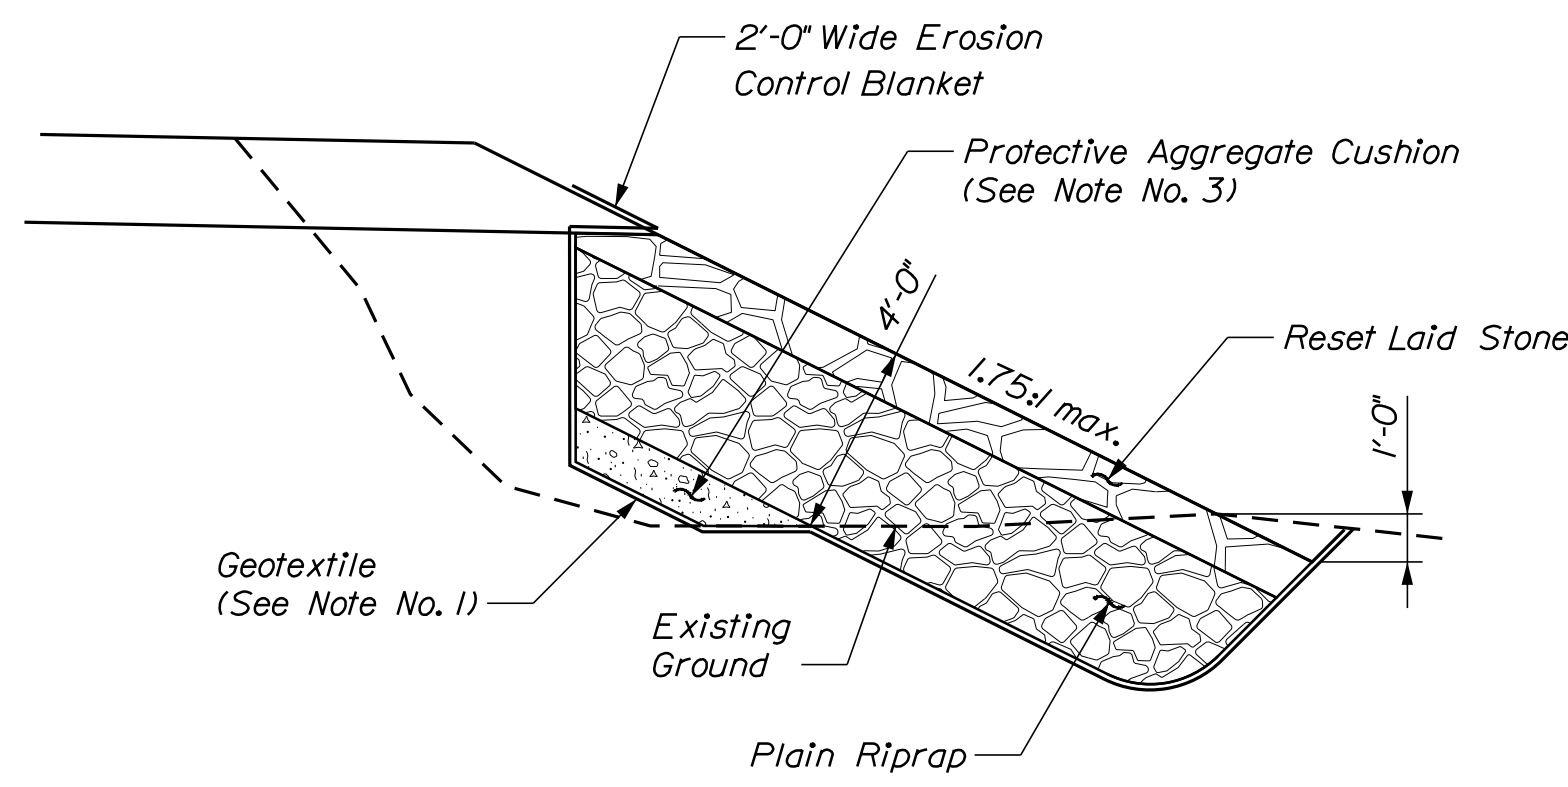 2'-0" Wide Erosion
Control Blanket
Protective Aggregate Cushion
(See Note No. 3)
4'-0"
Reset Laid Stone
1.75:1 max.
1'-0"
Geotextile
(See Note No. 1)
Existing
Ground
Plain Riprap